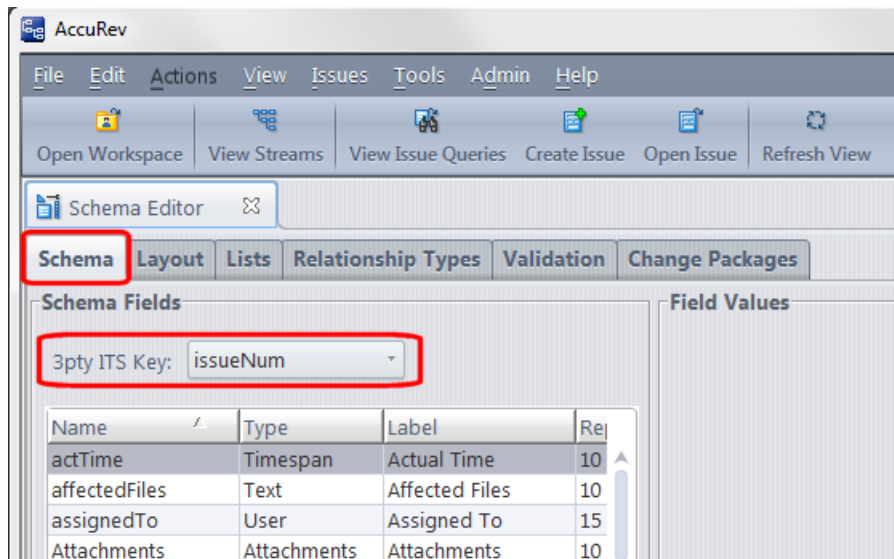 AccuRev
File Edit Actions View Issues Tools Admin Help
Open Workspace View Streams View Issue Queries Create Issue Open Issue Refresh View
Schema Editor
Schema Layout Lists Relationship Types Validation Change Packages
Schema Fields Field Values
3pty ITS Key: issueNum
Name Type Label Re
actTime Timespan Actual Time 10
affectedFiles Text Affected Files 10
assignedTo User Assigned To 15
Attachments Attachments Attachments 10